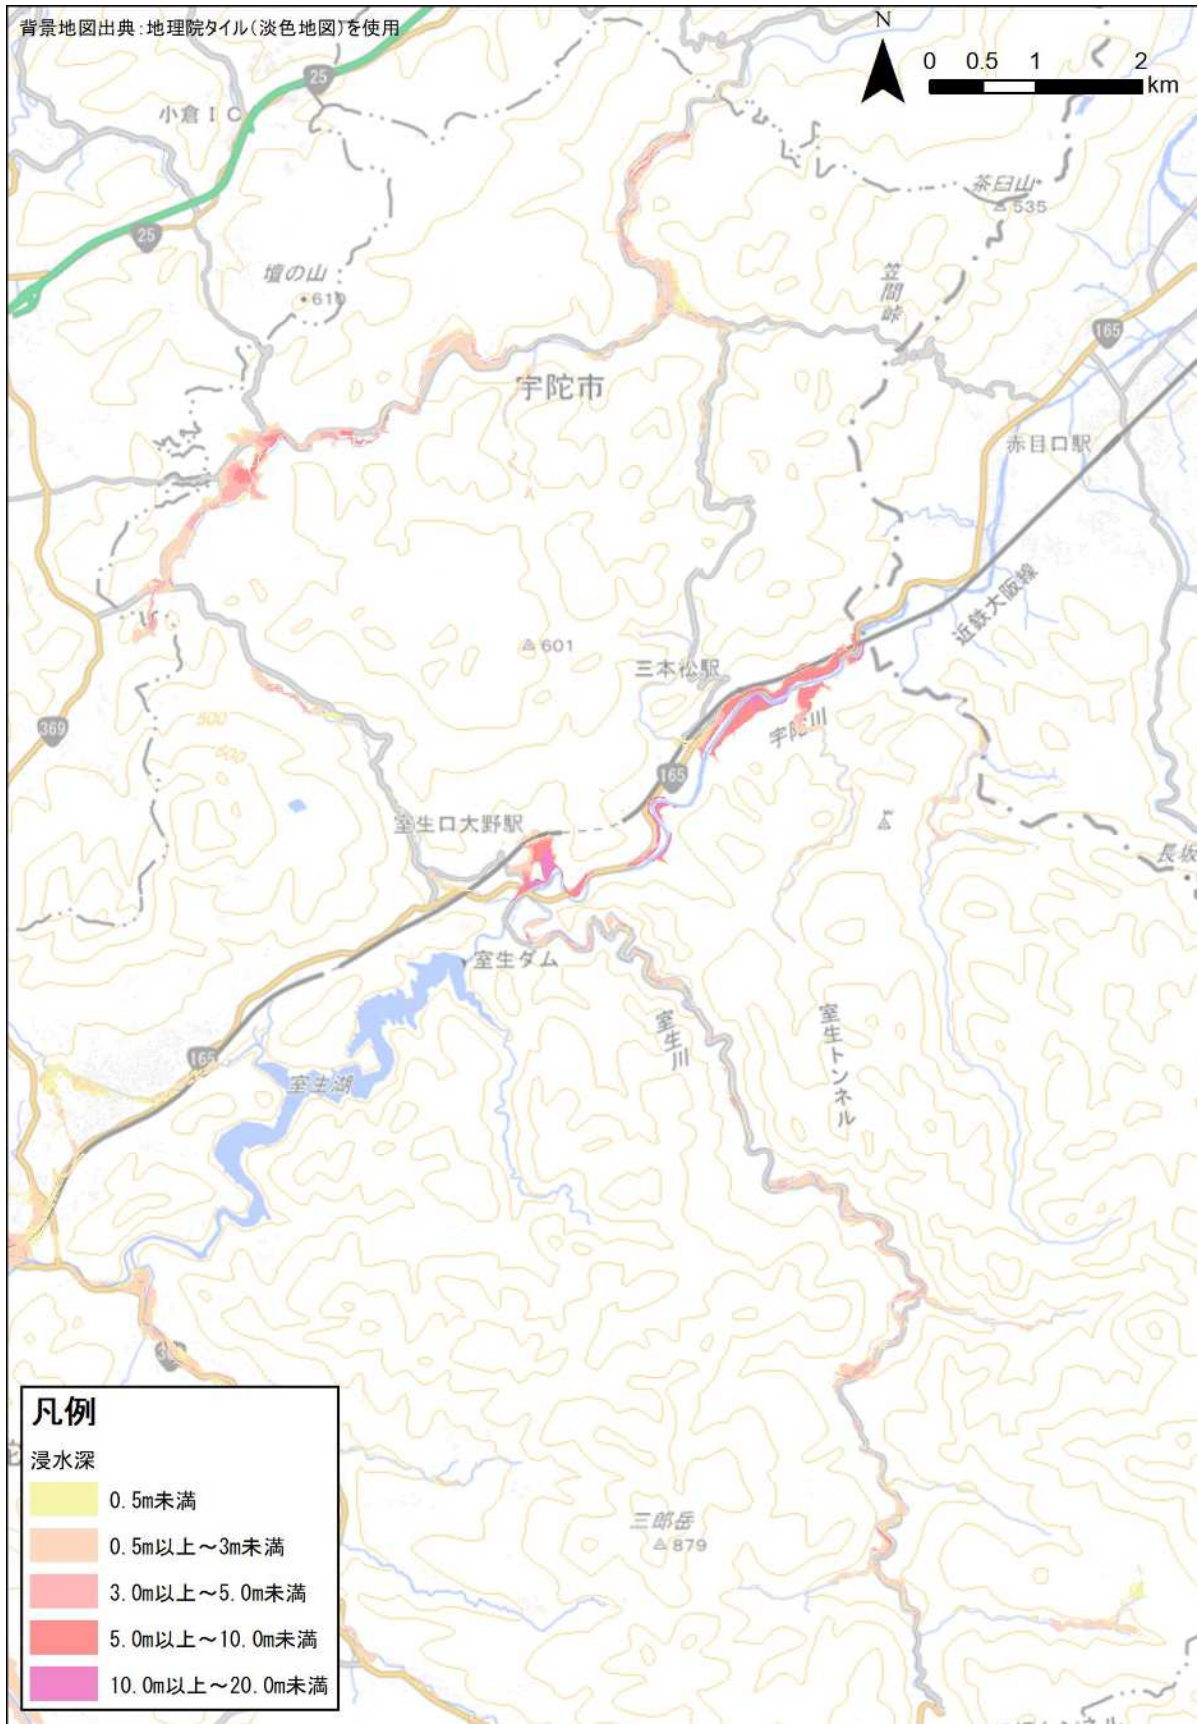 背景地図出典:地理院タイル(淡色地図)を使用
N
0 0.5 1 2
km
25
小倉IC
茶臼山
535
25
壇の山
610
笠間峠
165
宇陀市
赤目口駅
近鉄大阪線
601
三本松駅
宇陀川
500
600
369
165
室生口大野駅
長坂
室生ダム
室生川
室生トンネル
165
室生湖
凡例
浸水深
0.5m未満
0.5m以上~3m未満
3.0m以上~5.0m未満
5.0m以上~10.0m未満
10.0m以上~20.0m未満
三郎岳
879